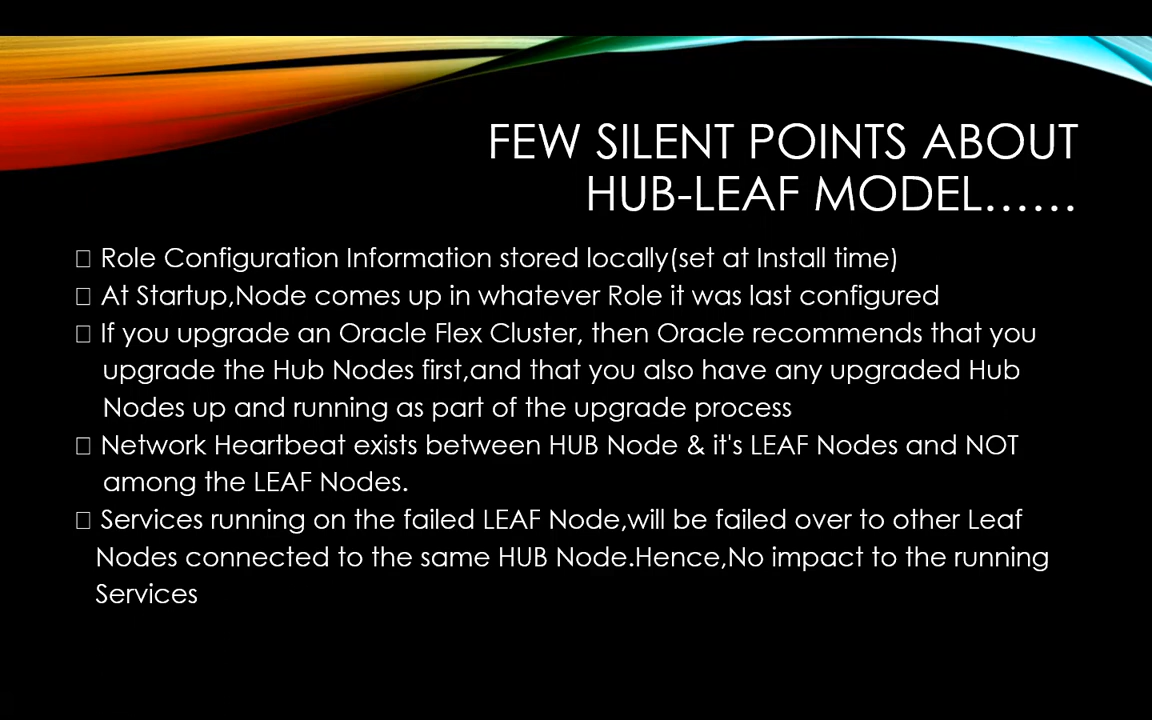 FEW SILENT POINTS ABOUT
HUB-LEAF MODEL......
□ Role Configuration Information stored locally(set at Install time)
□ At Startup,Node comes up in whatever Role it was last configured
□ If you upgrade an Oracle Flex Cluster, then Oracle recommends that you
upgrade the Hub Nodes first,and that you also have any upgraded Hub
Nodes up and running as part of the upgrade process
□ Network Heartbeat exists between HUB Node & it's LEAF Nodes and NOT
among the LEAF Nodes.
□ Services running on the failed LEAF Node,will be failed over to other Leaf
Nodes connected to the same HUB Node.Hence,No impact to the running
Services